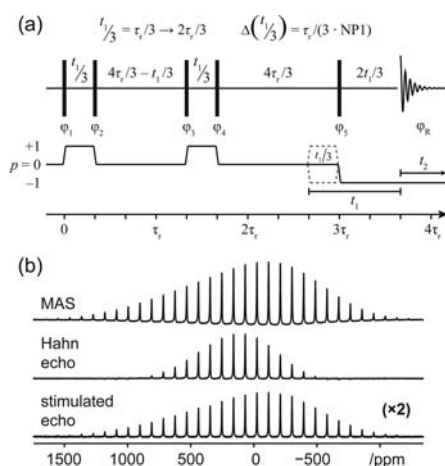 (a)
t₁/3 = τᵣ/3 → 2τᵣ/3 Δ(t₁/3) = τᵣ/(3 · NP1)
t₁/3 4τᵣ/3 − t₁/3 t₁/3 4τᵣ/3 2t₁/3
φ₁ φ₂ φ₃ φ₄ φ₅ φR
+1
p = 0
−1
t₁/3
t₂
t₁
0 τᵣ 2τᵣ 3τᵣ 4τᵣ
(b)
MAS
Hahn
echo
stimulated
echo
(×2)
1500 1000 500 0 −500 /ppm